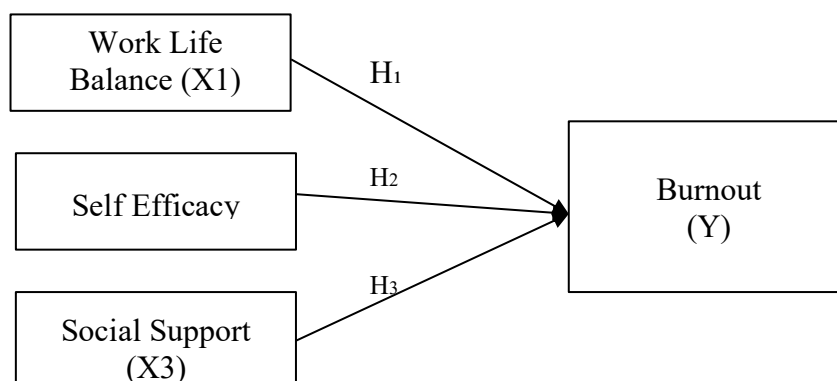 Work Life
Balance (X1)
H₁
Self Efficacy
H₂
Burnout
(Y)
H₃
Social Support
(X3)